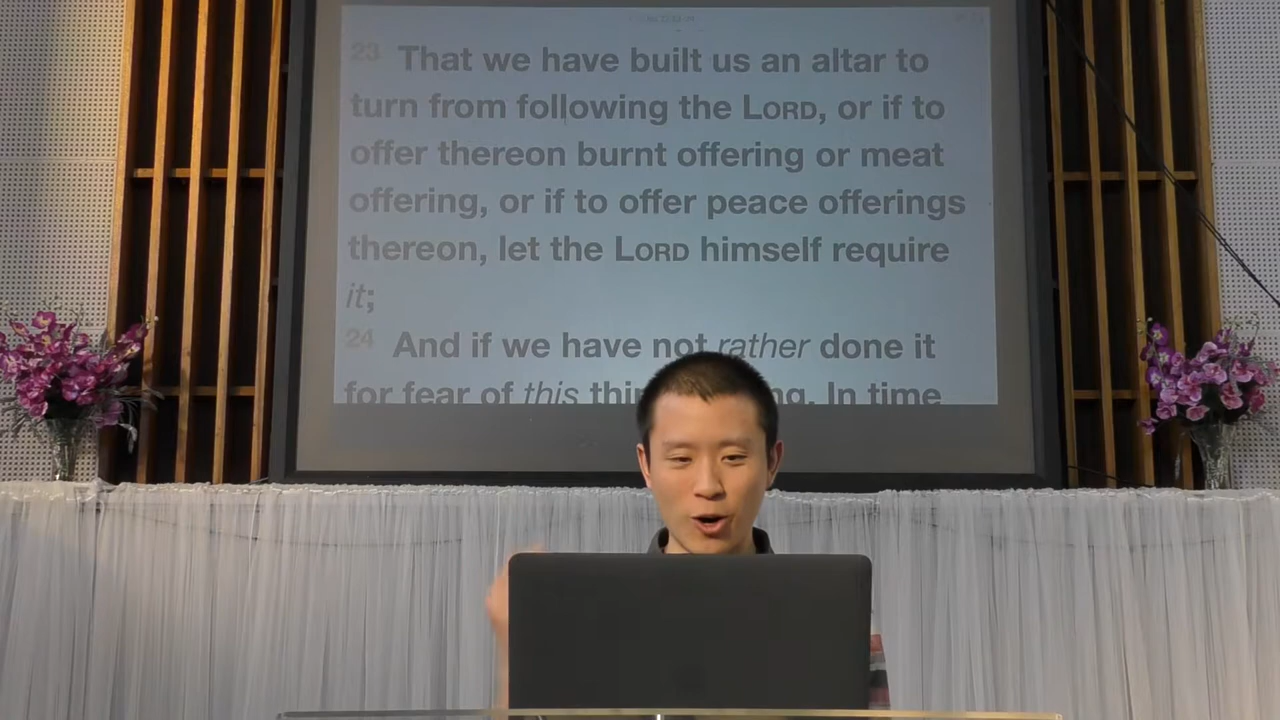 23 That we have built us an altar to
turn from following the LORD, or if to
offer thereon burnt offering or meat
offering, or if to offer peace offerings
thereon, let the LORD himself require
it;
24 And if we have not rather done it
for fear of this In time